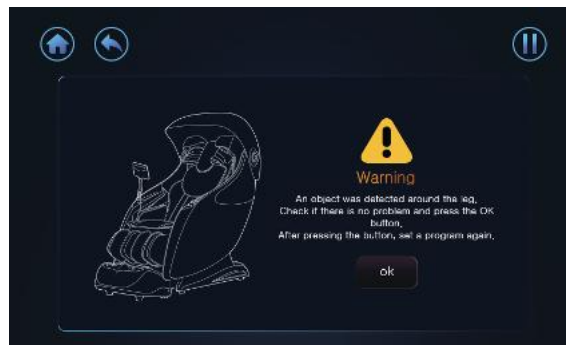 Warning
An object was detected around the leg,
Check if there is no problem and press the OK
button,
After pressing the button, set a program again,
ok